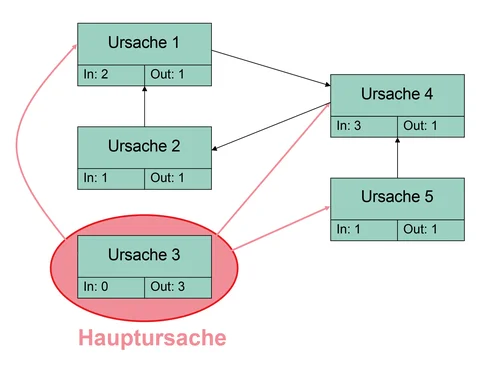 Ursache 1
In: 2 Out: 1
Ursache 4
In: 3 Out: 1
Ursache 2
In: 1 Out: 1
Ursache 5
In: 1 Out: 1
Ursache 3
In: 0 Out: 3
Hauptursache